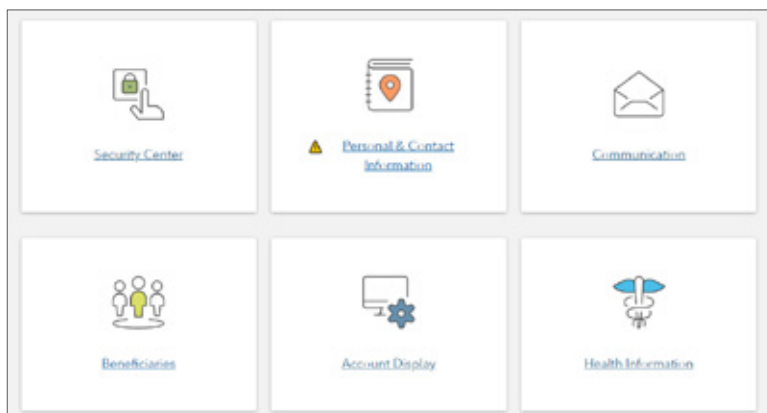 Security Center
Personal & Contact
Information
Communication
Beneficiaries
Account Display
Health Information